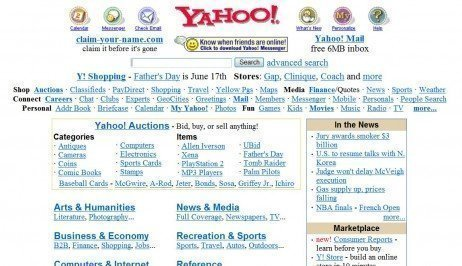 YAHOO!
Calendar Messenger Check Email What's New Personalize Help
claim-your-name.com
claim it before it's gone
Know when friends are online!
Click to download Yahoo! Messenger
Yahoo! Mail
free 6MB inbox
Search advanced search
Y! Shopping - Father's Day is June 17th Stores: Gap, Clinique, Coach and more
Shop Auctions · Classifieds · PayDirect · Shopping · Travel · Yellow Pgs · Maps Media Finance/Quotes · News · Sports · Weather
Connect Careers · Chat · Clubs · Experts · GeoCities · Greetings · Mail · Members · Messenger · Mobile · Personals · People Search
Personal Addr Book · Briefcase · Calendar · My Yahoo! · Photos Fun Games · Kids · Movies · Music · Radio · TV more...
Yahoo! Auctions - Bid, buy, or sell anything!
Categories Items
· Antiques · Computers · Allen Iverson · UBid
· Cameras · Electronics · Xena · Father's Day
· Coins · Sports Cards · PlayStation 2 · Tomb Raider
· Comic Books · Stamps · MP3 Players · Palm Pilots
Baseball Cards - McGwire, A-Rod, Jeter, Bonds, Sosa, Griffey Jr., Ichiro
Arts & Humanities
Literature, Photography...
News & Media
Full Coverage, Newspapers, TV...
Business & Economy
B2B, Finance, Shopping, Jobs...
Recreation & Sports
Sports, Travel, Autos, Outdoors...
Computers & Internet
Reference
In the News
· Jury awards smoker $3
billion
· U.S. to resume talks with N.
Korea
· Judge won't delay McVeigh
execution
· Gas supply up, prices
falling
· NBA finals · French Open
more...
Marketplace
· new! Consumer Reports -
learn before you buy
· Y! Store - build an online